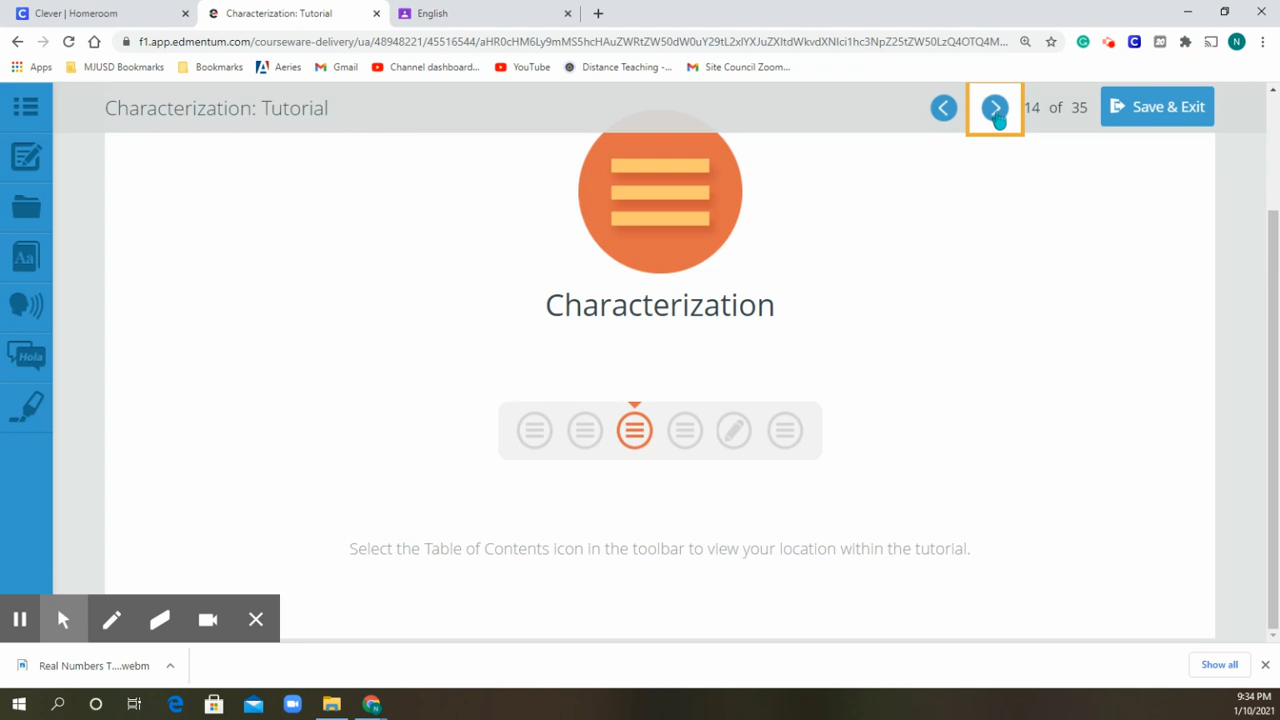 Clever | Homeroom
Characterization: Tutorial
English
f1.app.edmentum.com/courseware-delivery/ua/48948221/45516544/
Apps
MJUSD Bookmarks
Bookmarks
Aeries
Gmail
Channel dashboard...
YouTube
Distance Teaching -...
Site Council Zoom...
Characterization: Tutorial
14 of 35
Save & Exit
Aa
Hola
Characterization
Select the Table of Contents icon in the toolbar to view your location within the tutorial.
Real Numbers T....webm
Show all
9:34 PM
1/10/2021